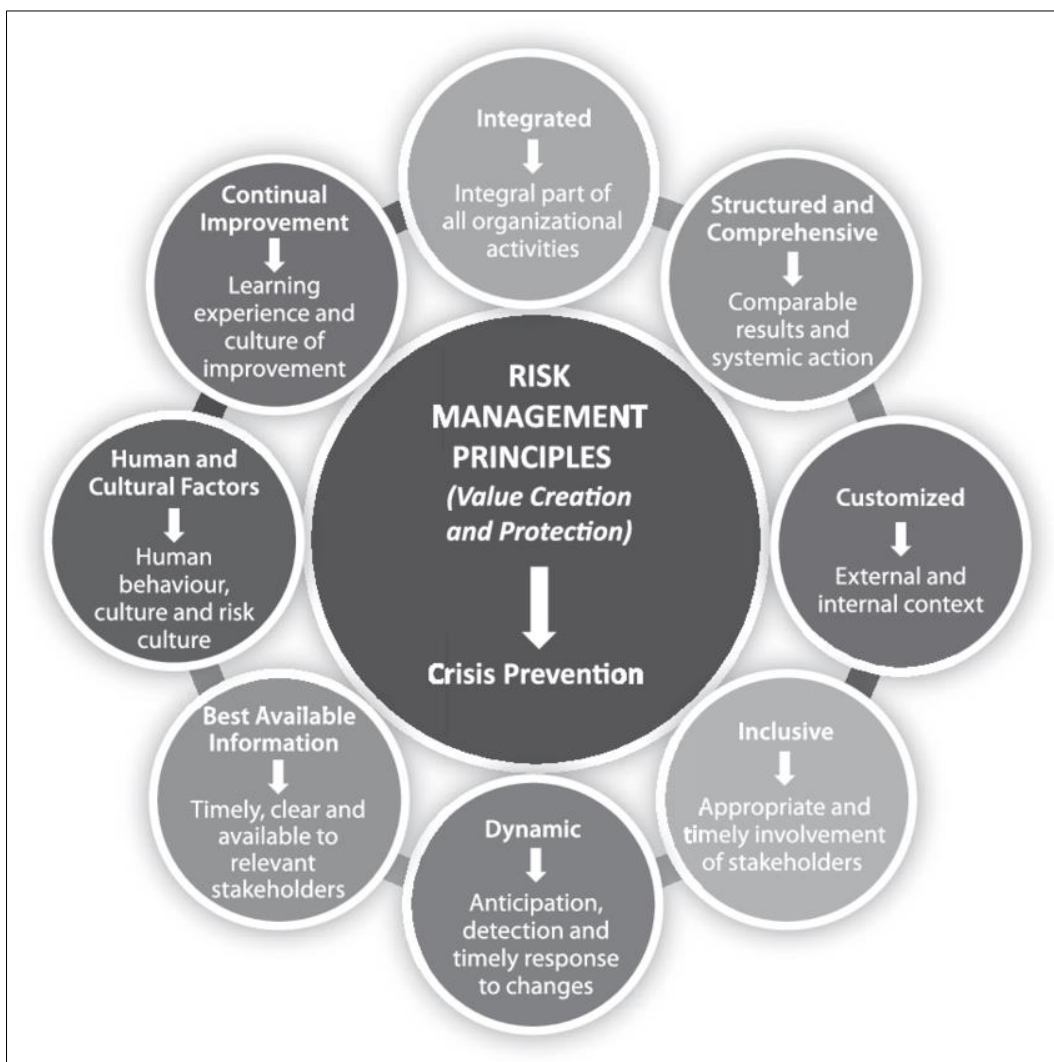 Integrated
Integral part of
all organizational
activities
Structured and
Comprehensive
Comparable
results and
systemic action
Customized
External and
internal context
Inclusive
Appropriate and
timely involvement
of stakeholders
Dynamic
Anticipation,
detection and
timely response
to changes
Best Available
Information
Timely, clear and
available to
relevant
stakeholders
Human and
Cultural Factors
Human
behaviour,
culture and risk
culture
Continual
Improvement
Learning
experience and
culture of
improvement
RISK
MANAGEMENT
PRINCIPLES
(Value Creation
and Protection)
Crisis Prevention